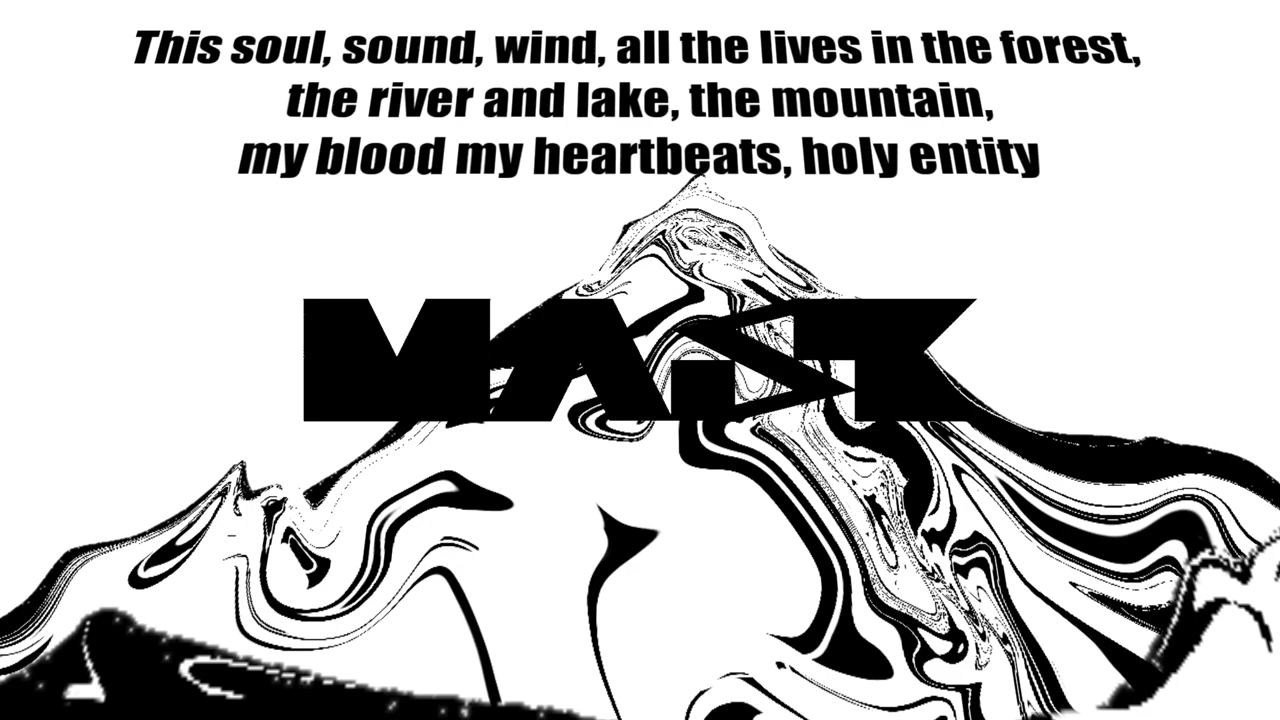 This soul, sound, wind, all the lives in the forest,
the river and lake, the mountain,
my blood my heartbeats, holy entity